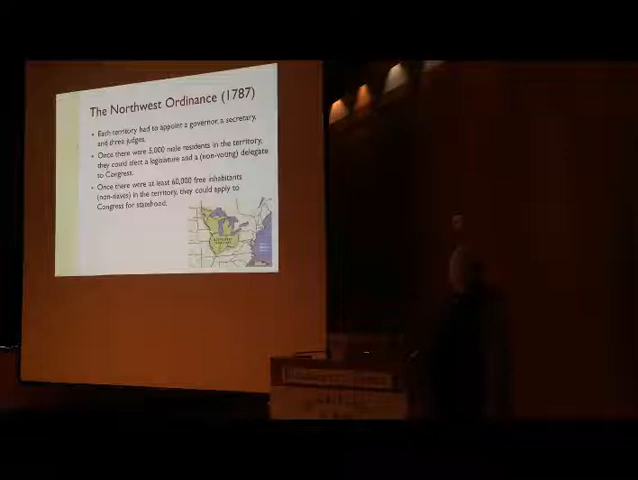 The Northwest Ordinance (1787)
• Each territory had to appoint a governor, a secretary,
and three judges.
• Once there were 5,000 male residents in the territory,
they could elect a legislature and a (non-voting) delegate
to Congress.
• Once there were at least 60,000 free inhabitants
(non-slaves) in the territory, they could apply to
Congress for statehood.